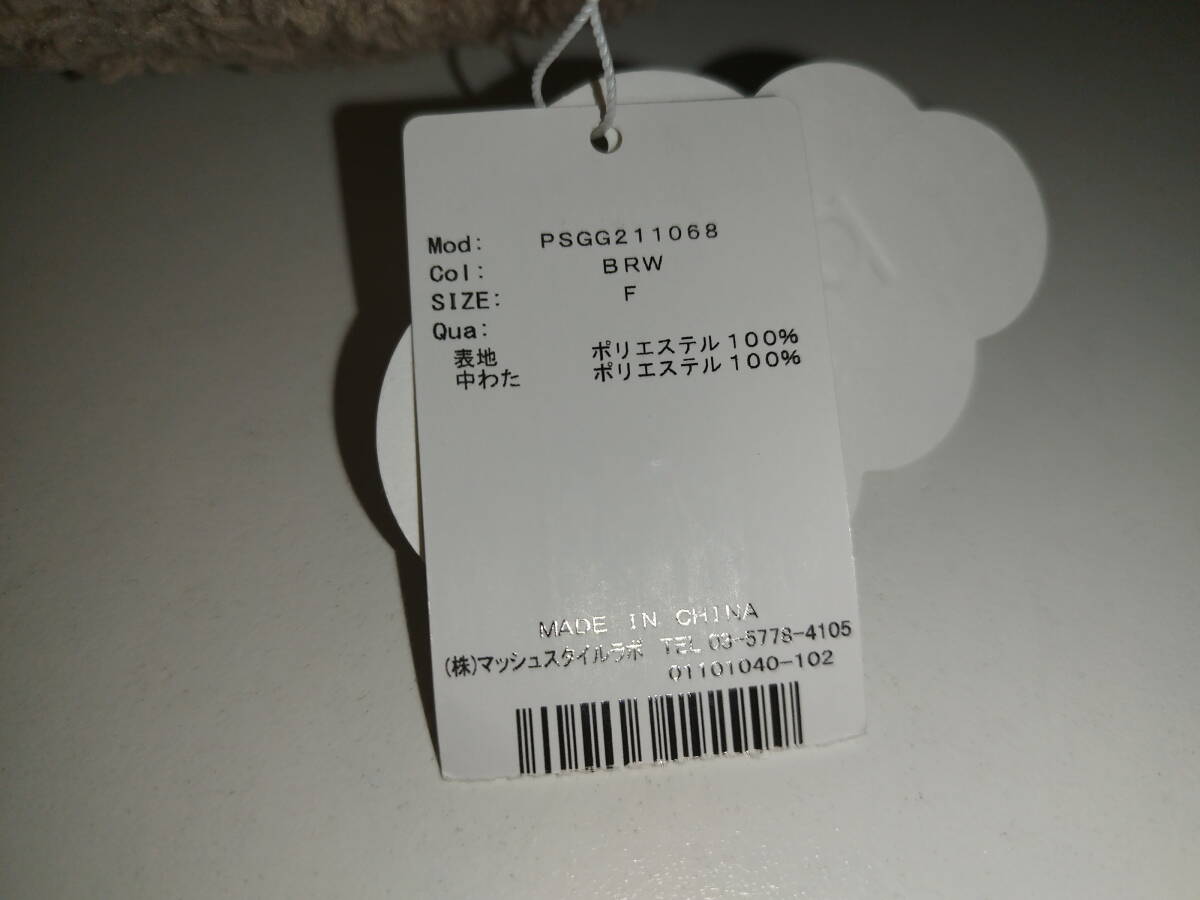 Mod: PSGG211068
Col: BRW
SIZE: F
Qua:
表地 ポリエステル100%
中わた ポリエステル100%
MADE IN CHINA
(株)マッシュスタイルラボ TEL 03-5778-4105
01101040-102